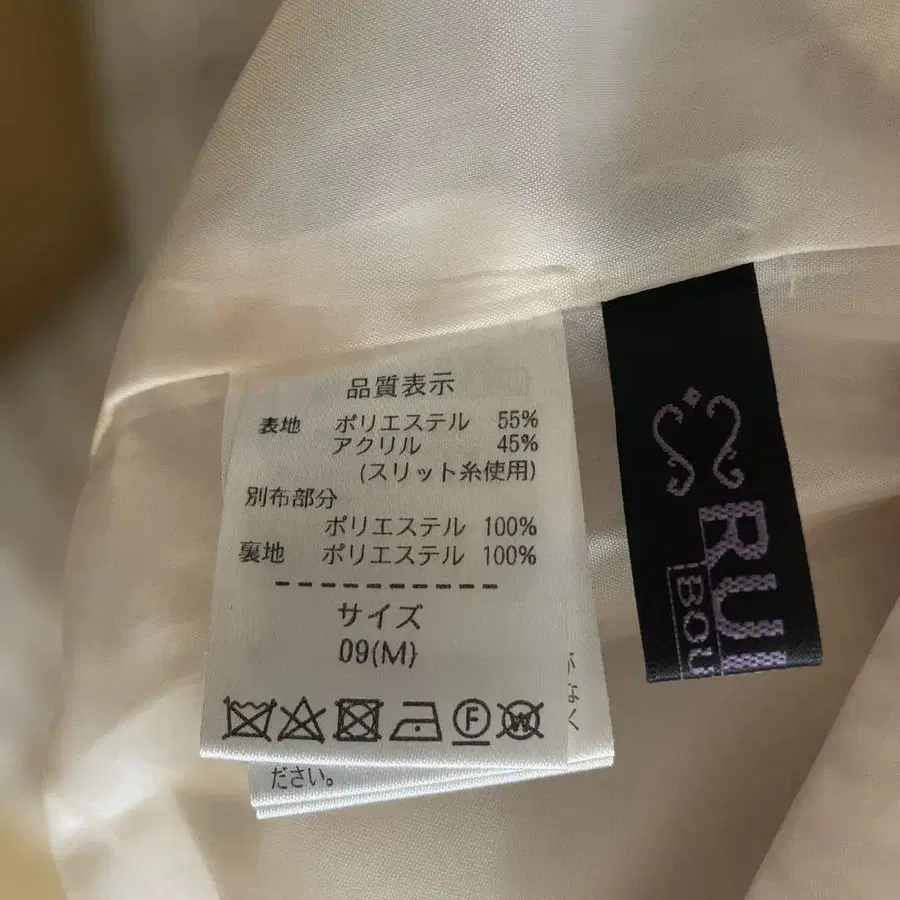 品質表示
表地 ポリエステル 55%
アクリル 45%
(スリット糸使用)
別布部分
ポリエステル 100%
裏地 ポリエステル 100%
サイズ
09(M)
F
W
ださい。
なく
RU
BOU